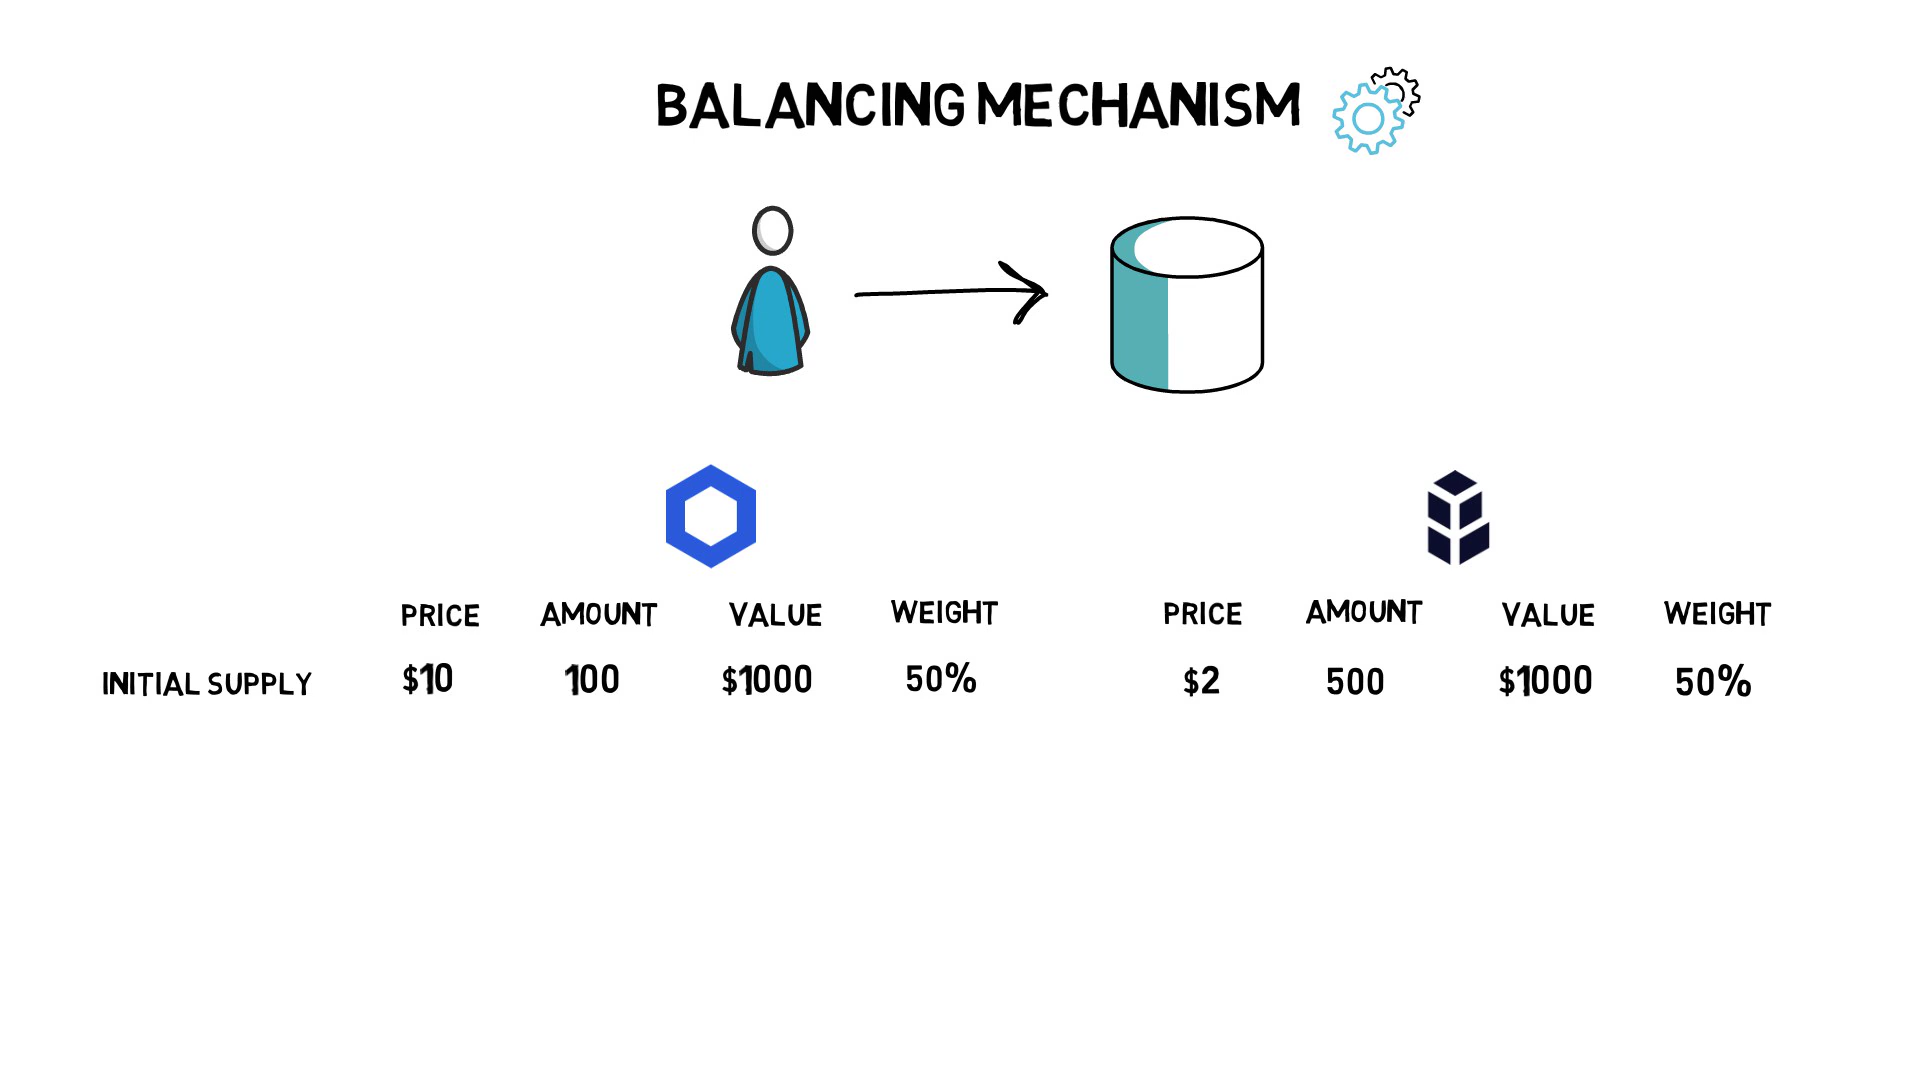 BALANCING MECHANISM
PRICE AMOUNT VALUE WEIGHT PRICE AMOUNT VALUE WEIGHT
INITIAL SUPPLY $10 100 $1000 50% $2 500 $1000 50%